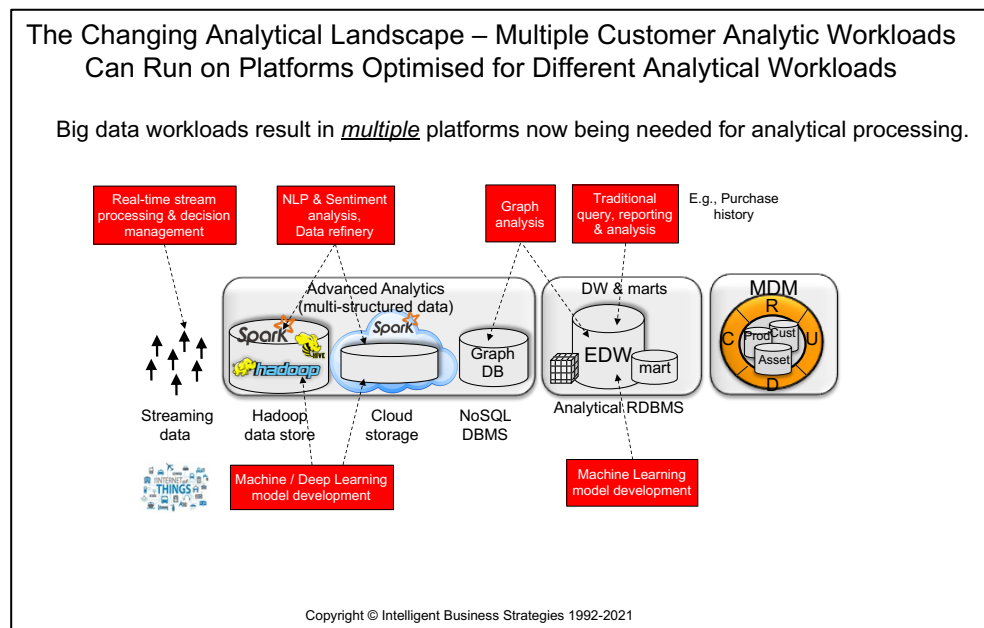 The Changing Analytical Landscape – Multiple Customer Analytic Workloads
Can Run on Platforms Optimised for Different Analytical Workloads
Big data workloads result in multiple platforms now being needed for analytical processing.
Real-time stream
processing & decision
management
NLP & Sentiment
analysis,
Data refinery
Graph
analysis
Traditional
query, reporting
& analysis
E.g., Purchase
history
Advanced Analytics
(multi-structured data)
DW & marts
MDM
Spark
HIVE
hadoop
Spark
Graph
DB
EDW
mart
R
C
U
D
Prod
Cust
Asset
Streaming
data
Hadoop
data store
Cloud
storage
NoSQL
DBMS
Analytical RDBMS
INTERNET of
THINGS
Machine / Deep Learning
model development
Machine Learning
model development
Copyright © Intelligent Business Strategies 1992-2021